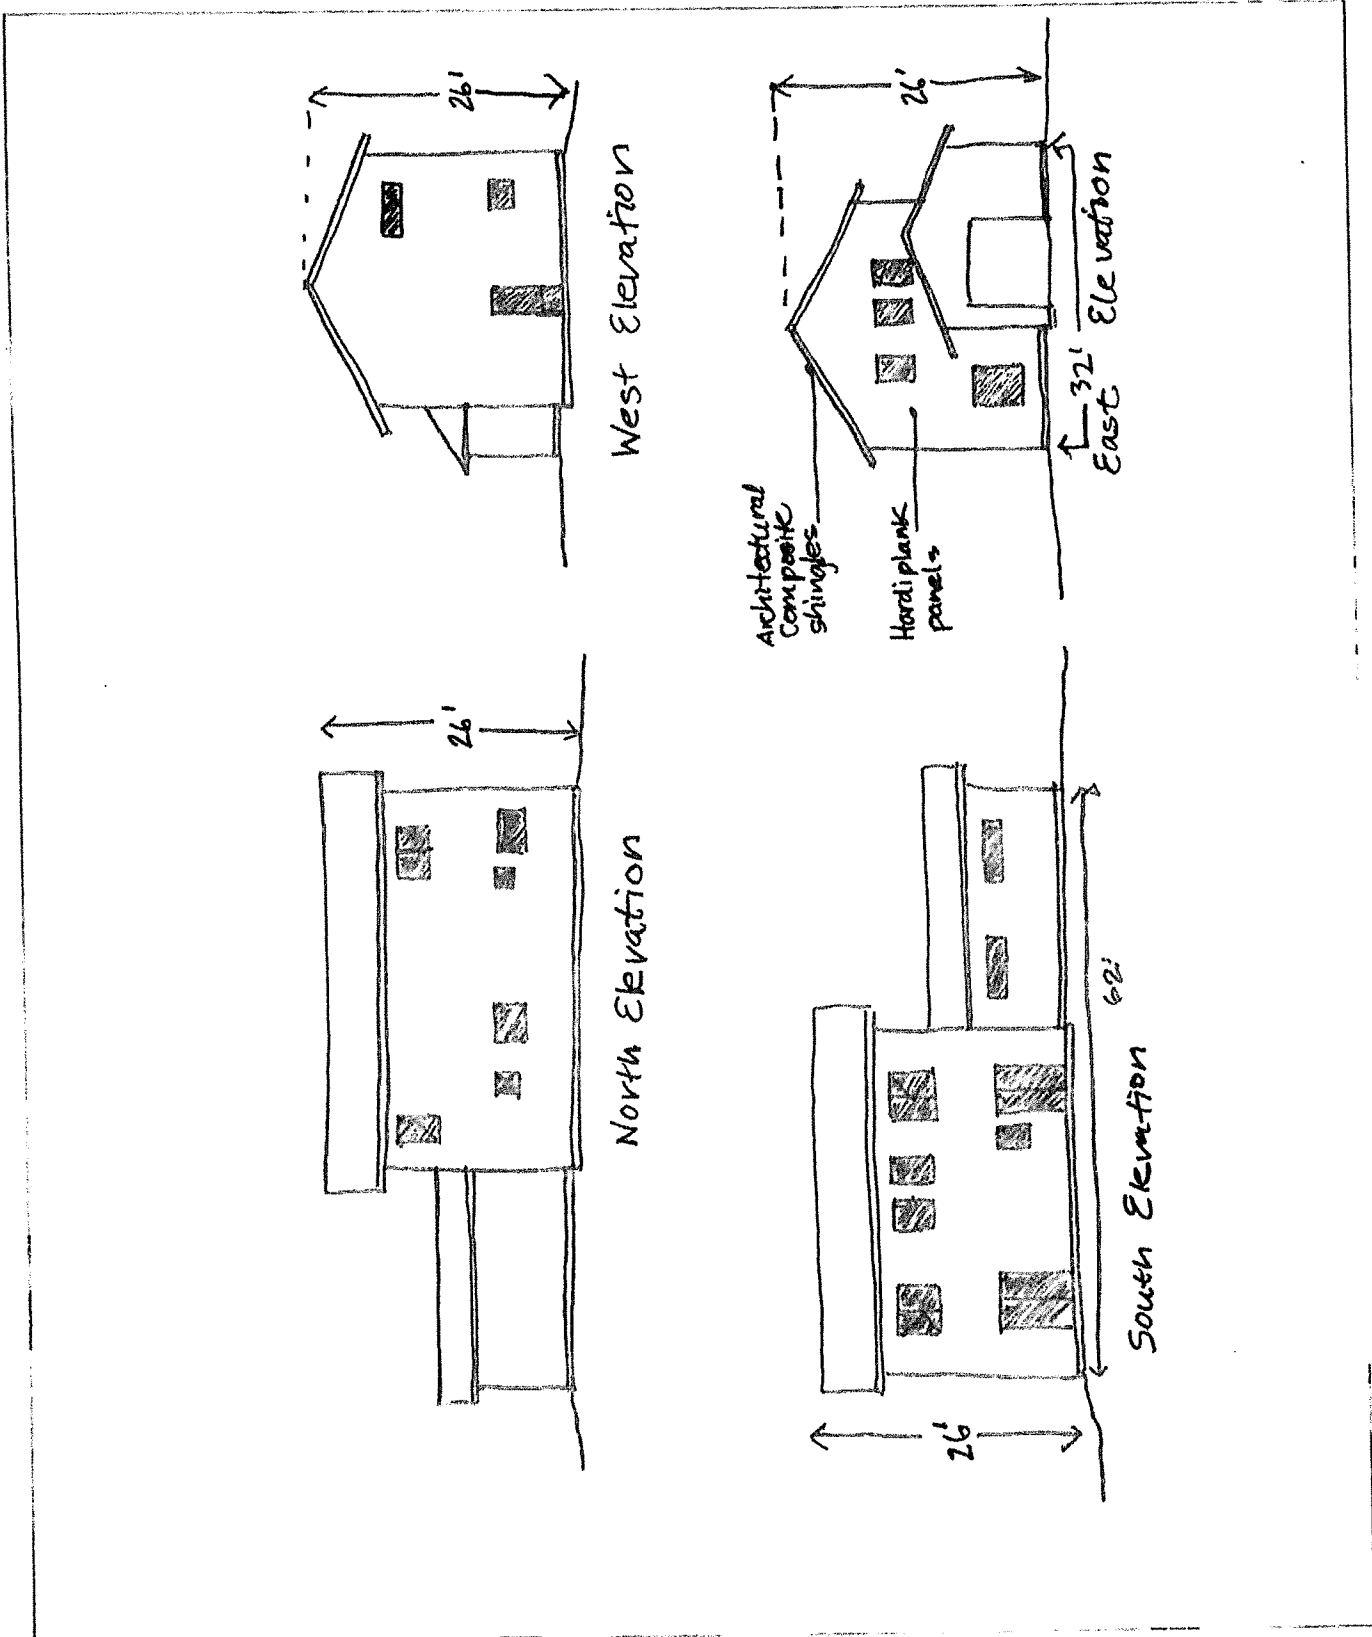 26'
26'
North Elevation
West Elevation
Architectural
Composite
shingles
Hardiplank
panels
26'
26'
62'
32'
South Elevation
East Elevation